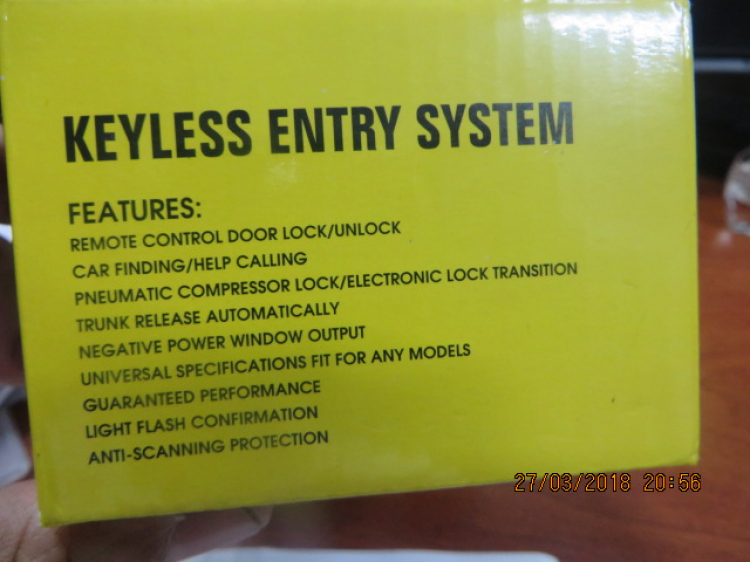 KEYLESS ENTRY SYSTEM
FEATURES:
REMOTE CONTROL DOOR LOCK/UNLOCK
CAR FINDING/HELP CALLING
PNEUMATIC COMPRESSOR LOCK/ELECTRONIC LOCK TRANSITION
TRUNK RELEASE AUTOMATICALLY
NEGATIVE POWER WINDOW OUTPUT
UNIVERSAL SPECIFICATIONS FIT FOR ANY MODELS
GUARANTEED PERFORMANCE
LIGHT FLASH CONFIRMATION
ANTI-SCANNING PROTECTION
27/03/2018 20:56